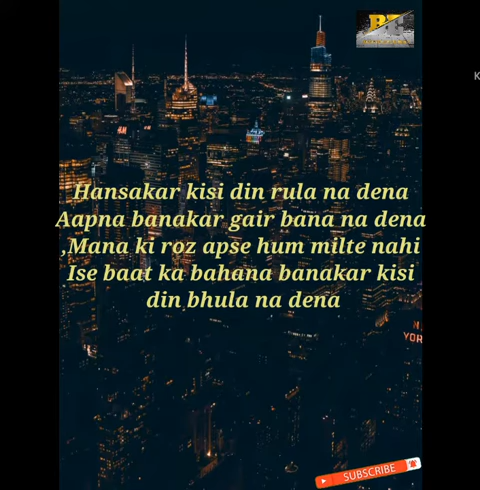 Hansakar kisi din rula na dena
Aapna banakar gair bana na dena
,Mana ki roz apse hum milte nahi
Ise baat ka bahana banakar kisi
din bhula na dena
H&M
YOR
SUBSCRIBE